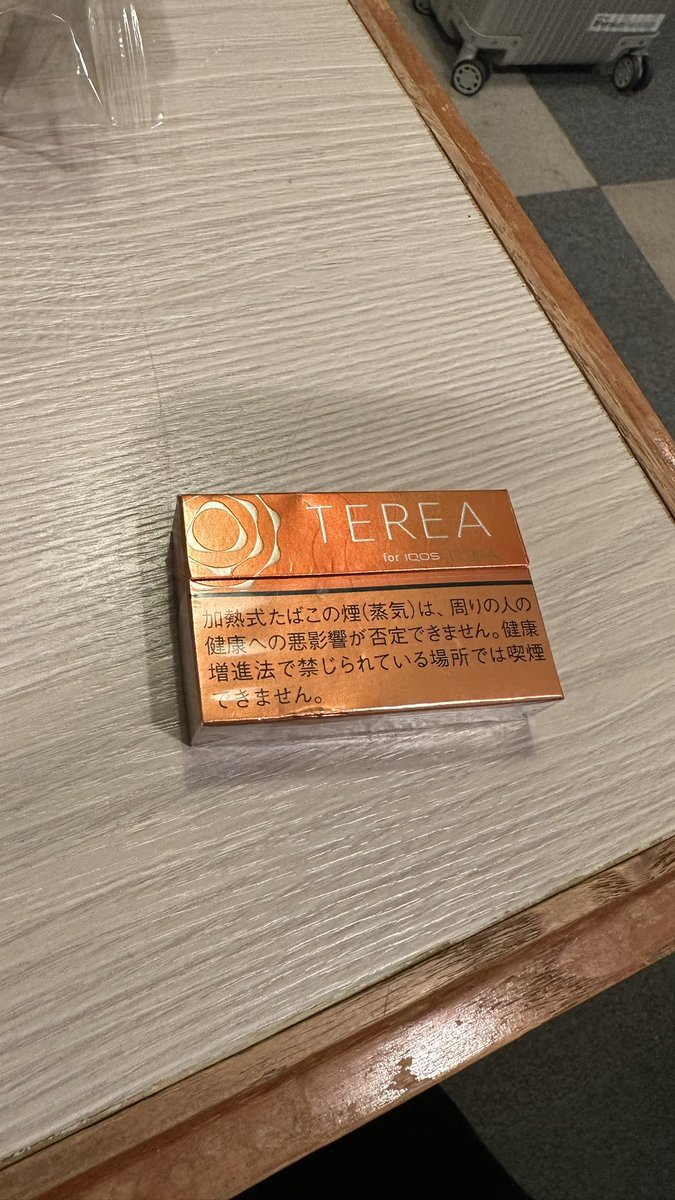 TEREA
for IQOS
加熱式たばこの煙(蒸気)は、周りの人の
健康への悪影響が否定できません。健康
増進法で禁じられている場所では喫煙
できません。